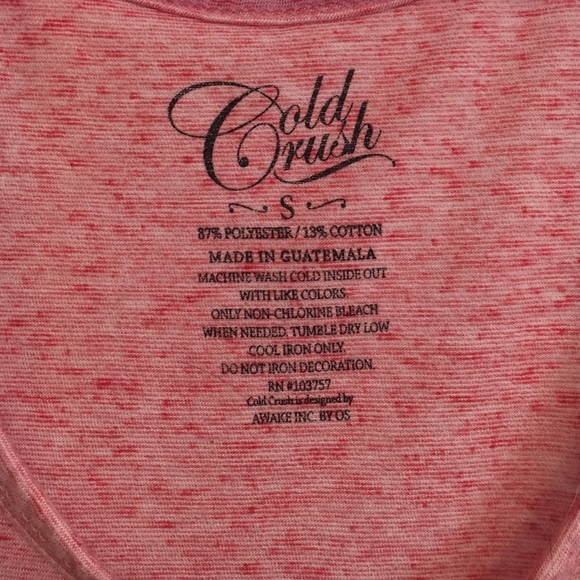 Cold
Crush
S
87% POLYESTER / 13% COTTON
MADE IN GUATEMALA
MACHINE WASH COLD INSIDE OUT
WITH LIKE COLORS.
ONLY NON-CHLORINE BLEACH
WHEN NEEDED, TUMBLE DRY LOW
COOL IRON ONLY.
DO NOT IRON DECORATION.
RN #103757
Cold Crush is designed by
AWAKE INC. BY OS